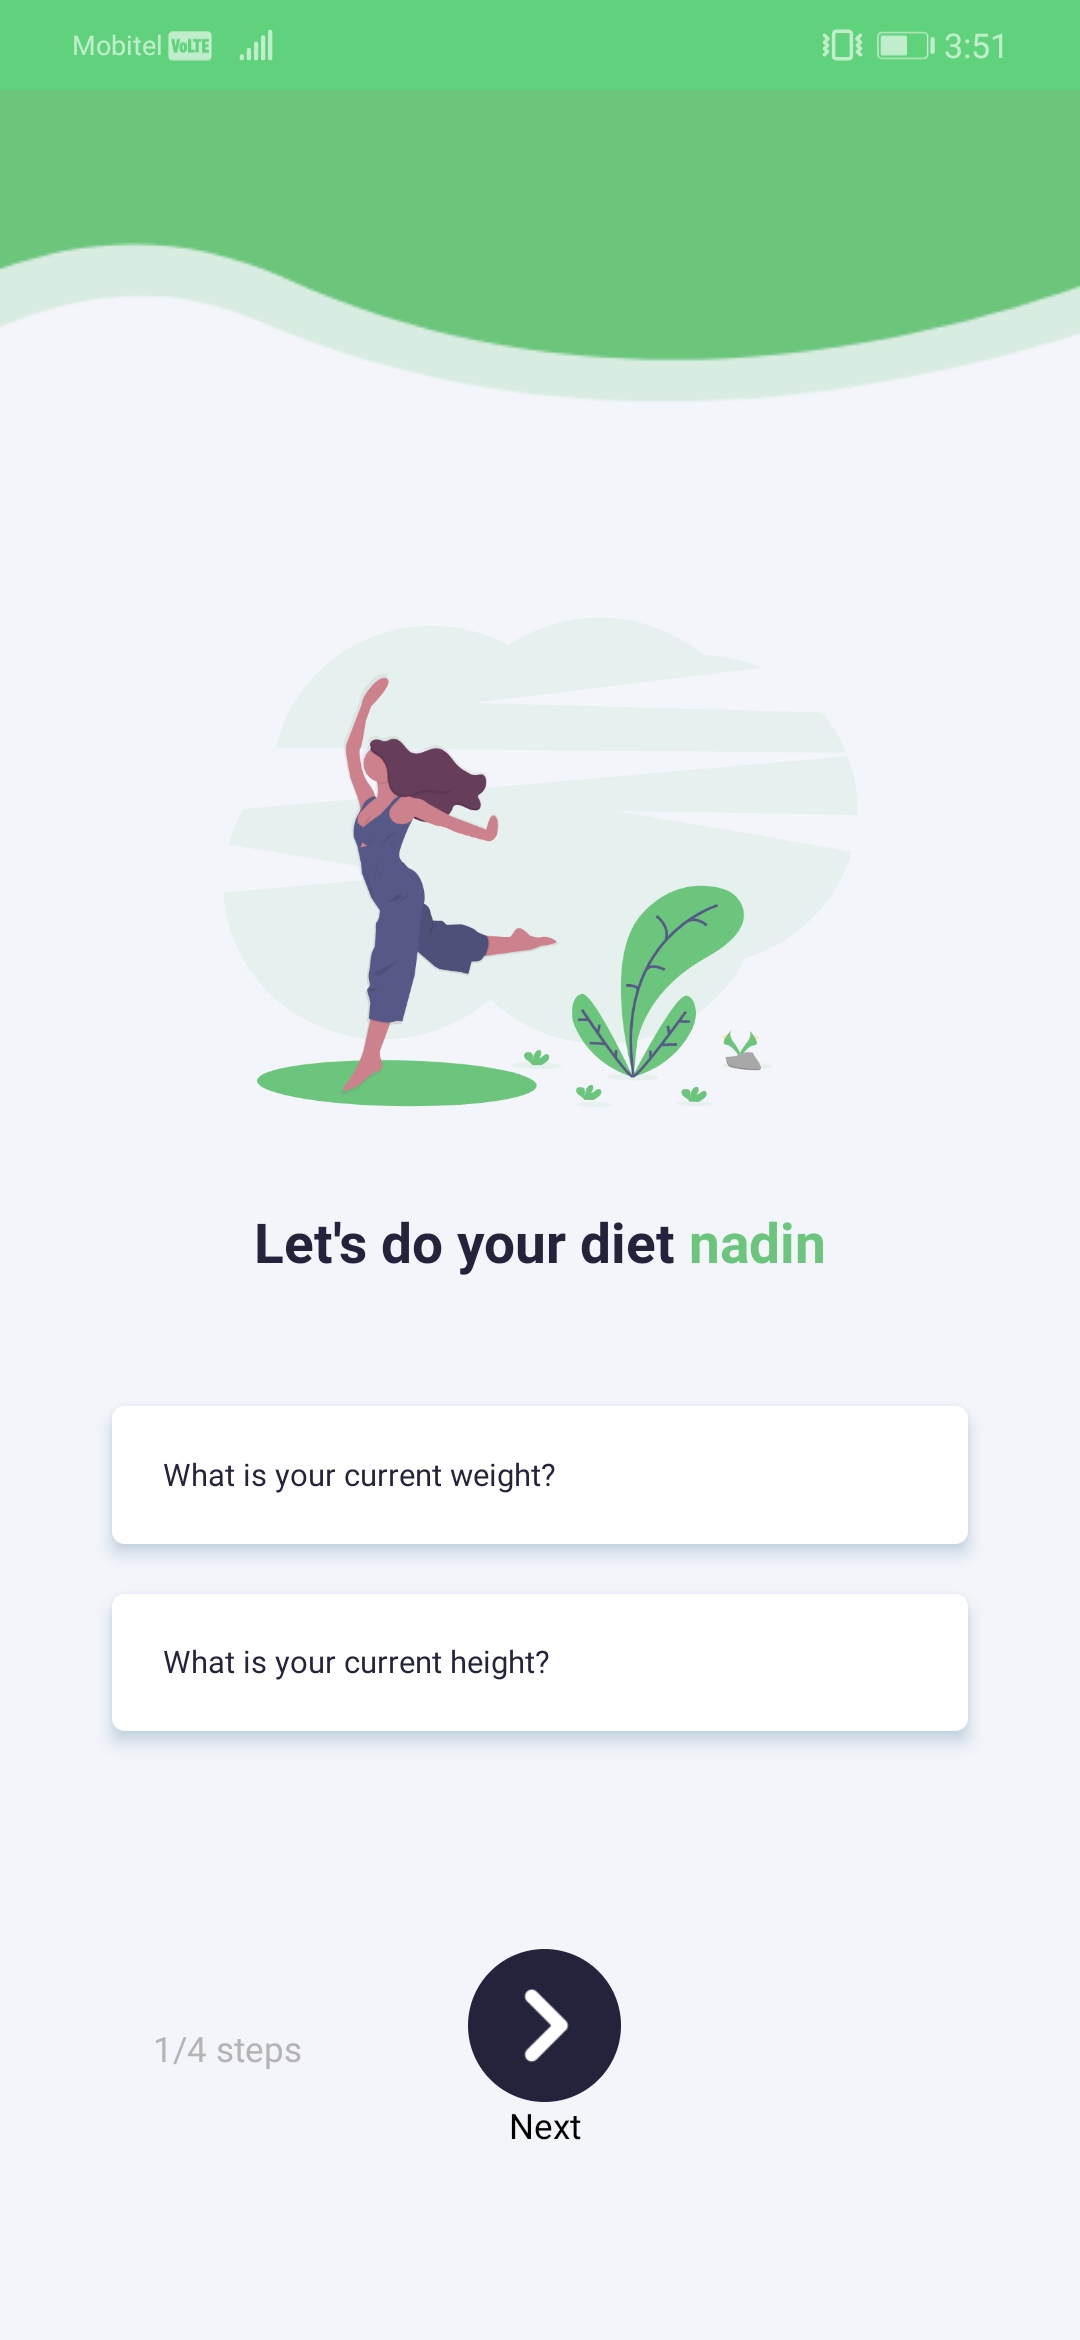 Mobitel VoLTE 3:51
Let's do your diet nadin
What is your current weight?
What is your current height?
1/4 steps
Next